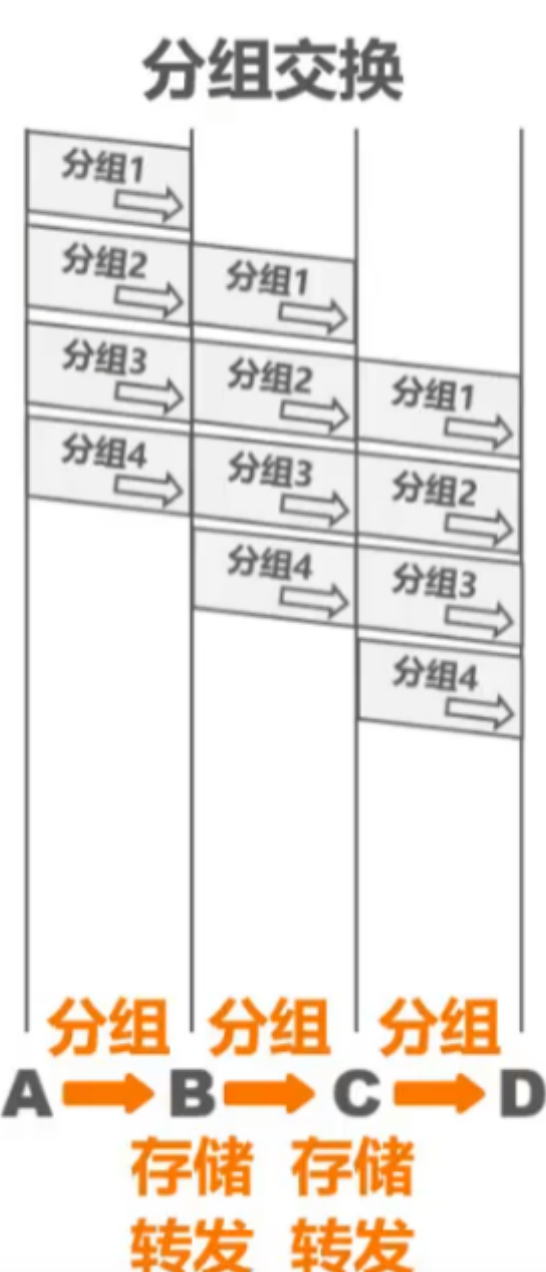 分组交换
分组1
分组2 分组1
分组3 分组2 分组1
分组4 分组3 分组2
分组4 分组3
分组4
分组 分组 分组
A B C D
存储 存储
转发 转发